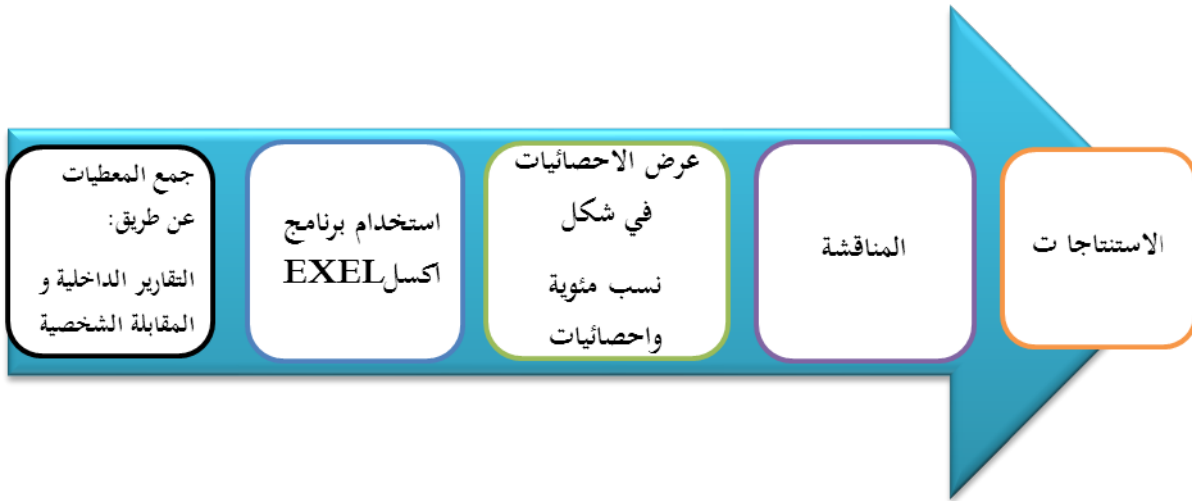 جمع المعطيات
عن طريق:
التقارير الداخلية و
المقابلة الشخصية
استخدام برنامج
اكسلEXEL
عرض الاحصائيات
في شكل
نسب مئوية
واحصائيات
المناقشة
الاستنتاجا ت